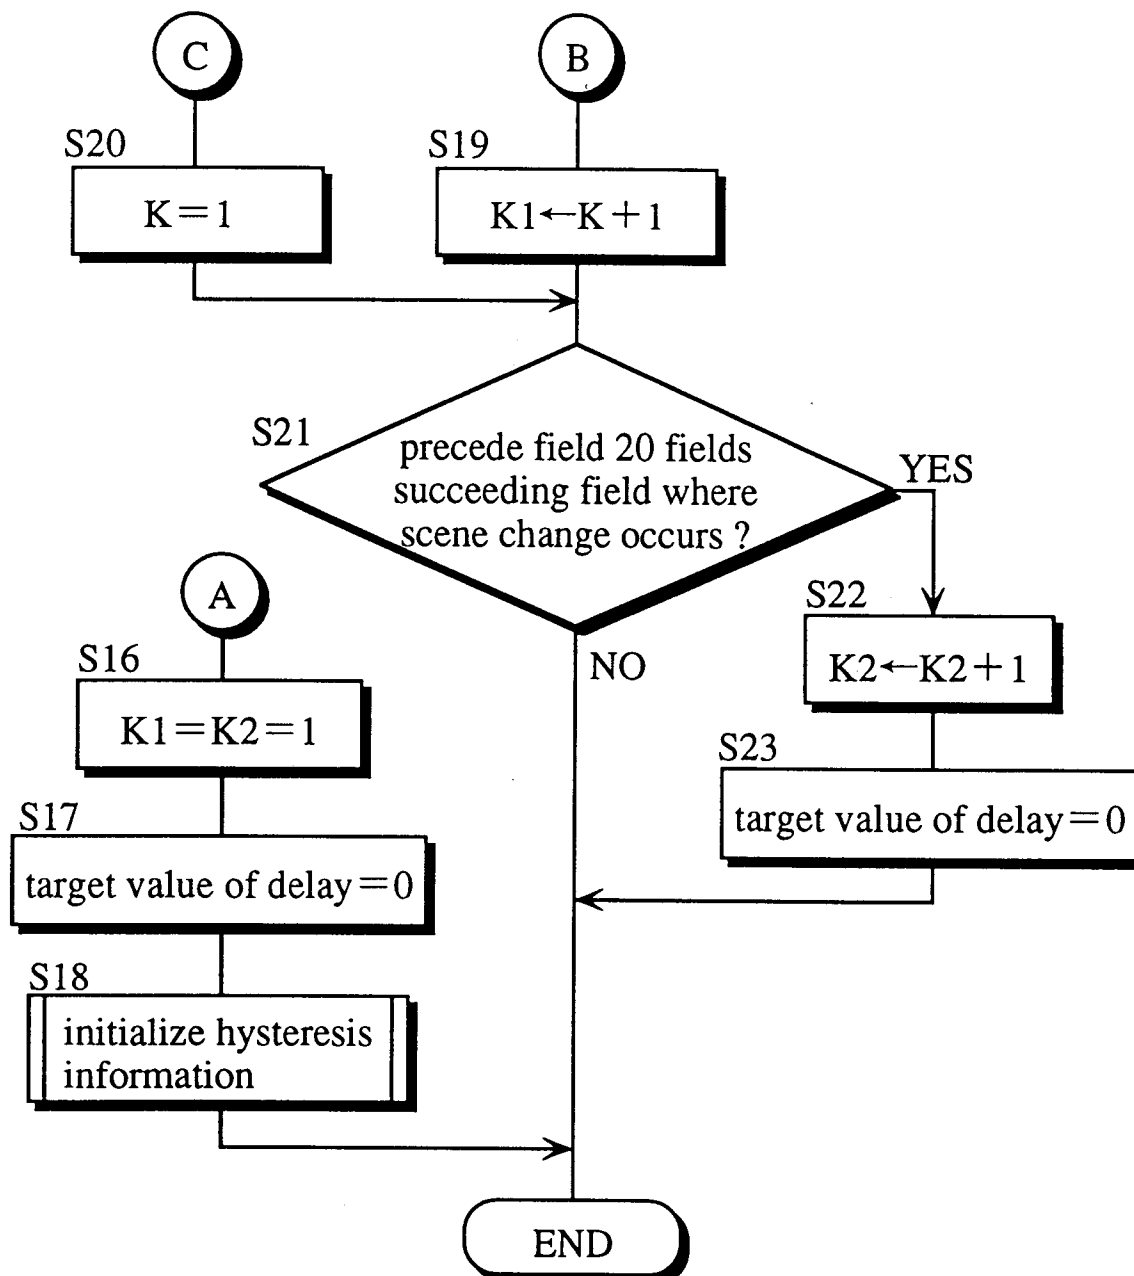 C
B
S20
S19
K=1
K1←K+1
S21
precede field 20 fields
succeeding field where
scene change occurs ?
YES
A
S22
S16
NO
K2←K2+1
K1=K2=1
S23
S17
target value of delay=0
target value of delay=0
S18
initialize hysteresis
information
END